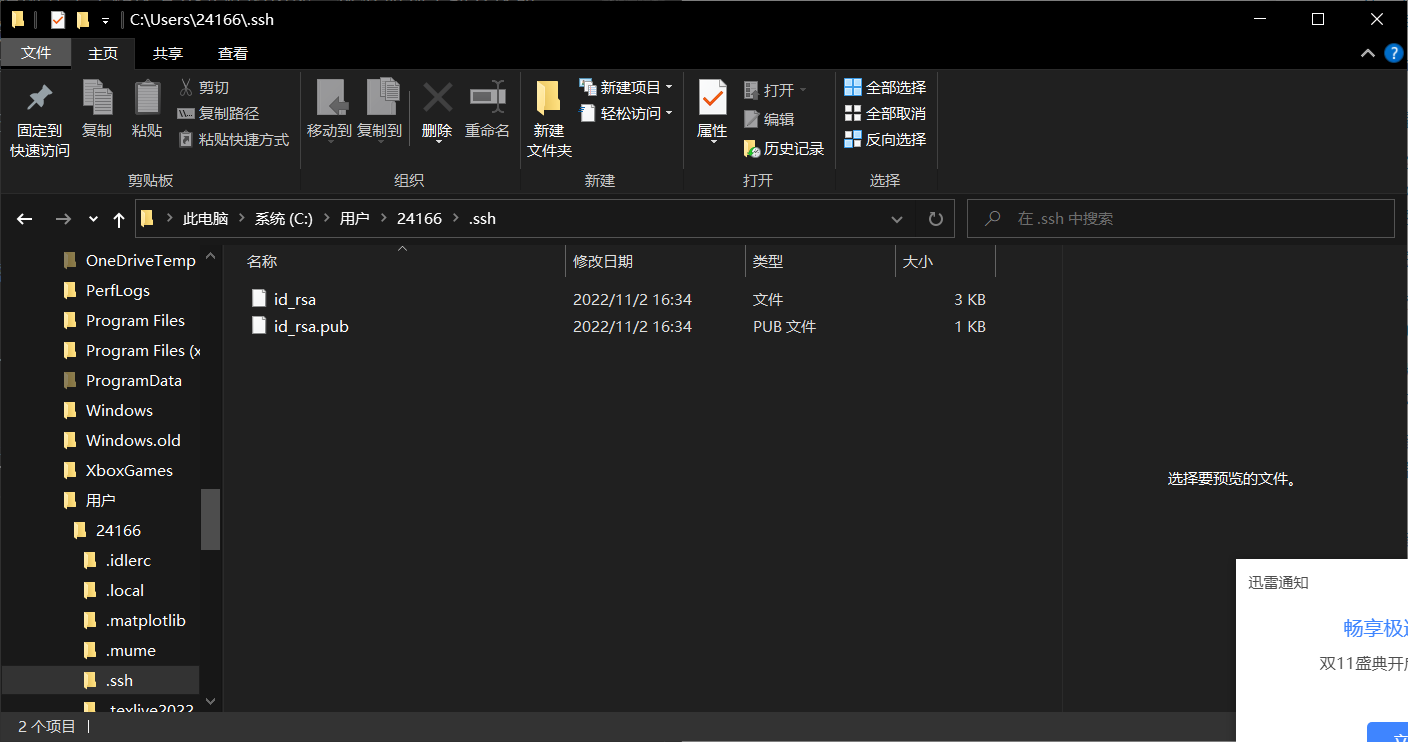 C:\Users\24166\.ssh
文件 主页 共享 查看
固定到
快速访问
复制
粘贴
剪切
复制路径
粘贴快捷方式
剪贴板
移动到
复制到
删除
重命名
组织
新建
文件夹
新建项目
轻松访问
新建
属性
打开
编辑
历史记录
打开
全部选择
全部取消
反向选择
选择
此电脑 系统 (C:) 用户 24166 .ssh
在 .ssh 中搜索
OneDriveTemp
PerfLogs
Program Files
Program Files (x
ProgramData
Windows
Windows.old
XboxGames
用户
24166
.idlerc
.local
.matplotlib
.mume
.ssh
.texlive2022
名称 修改日期 类型 大小
id_rsa 2022/11/2 16:34 文件 3 KB
id_rsa.pub 2022/11/2 16:34 PUB 文件 1 KB
选择要预览的文件。
迅雷通知
畅享极
双11盛典开
2 个项目